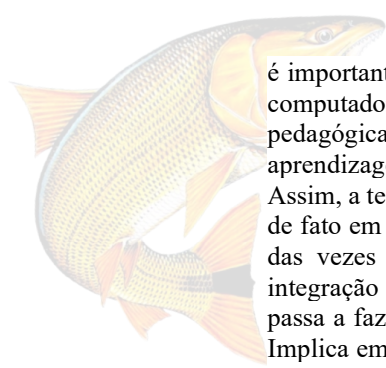 é important
computado
pedagógica
aprendizag
Assim, a te
de fato em
das vezes
integração
passa a faz
Implica em